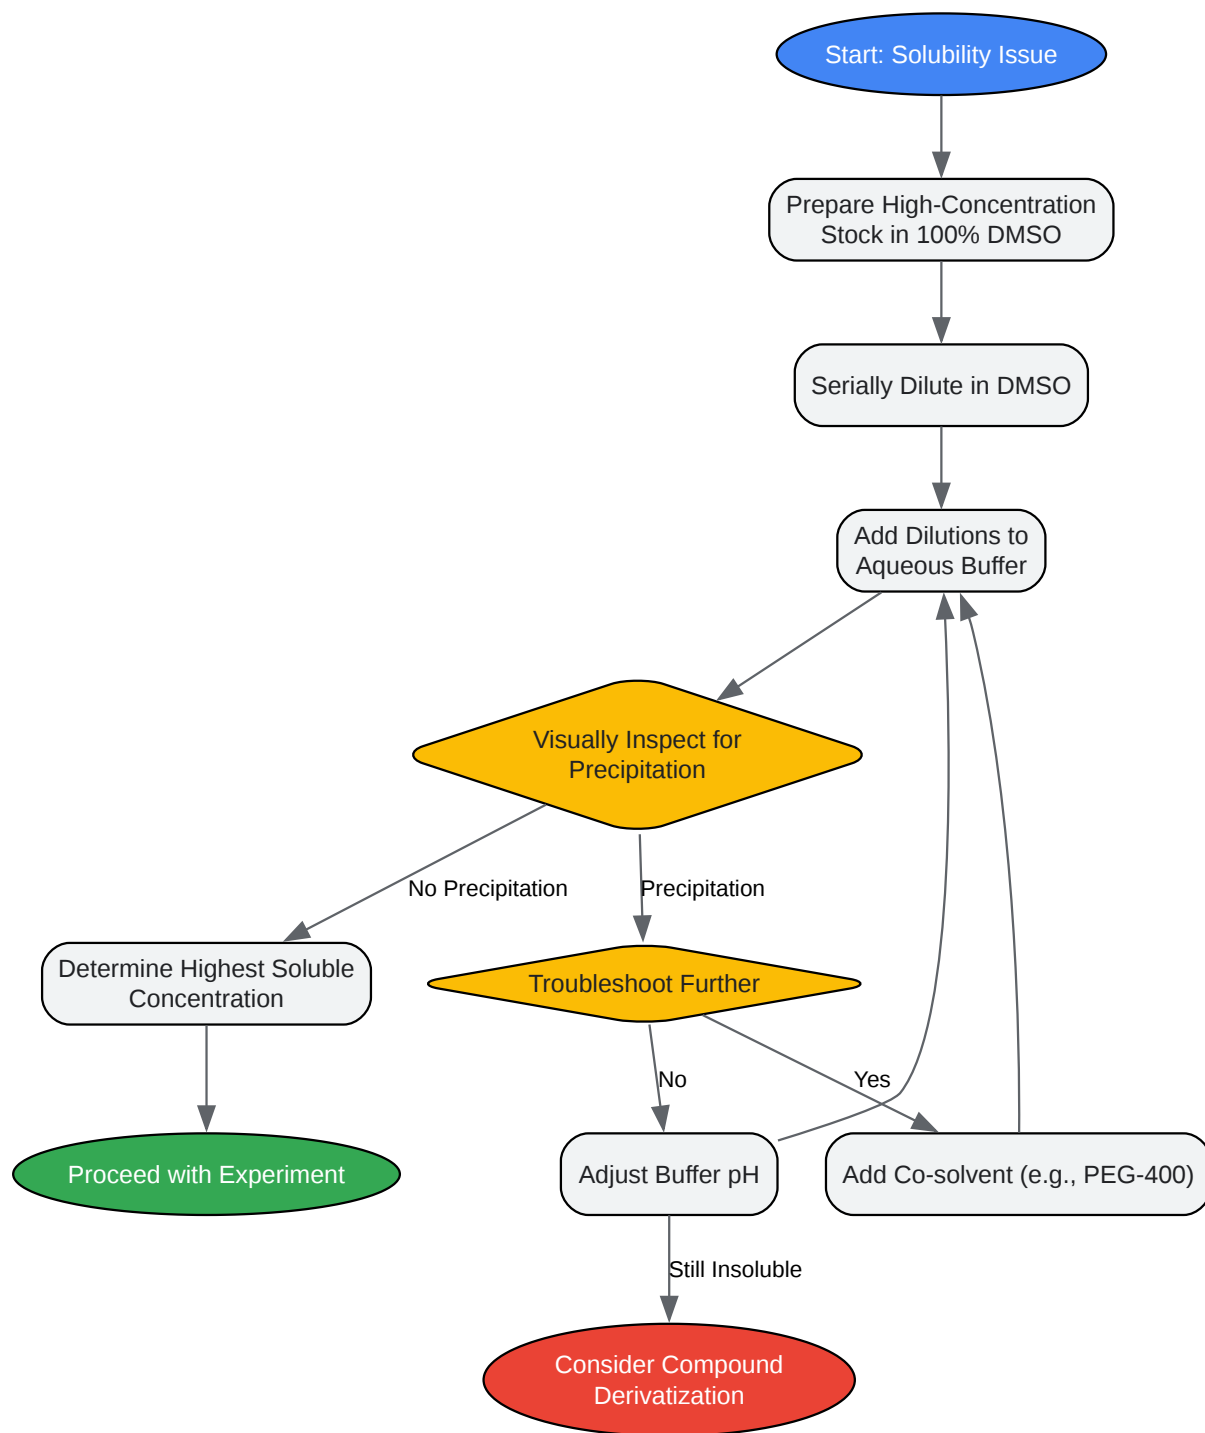 Start: Solubility Issue
Prepare High-Concentration
Stock in 100% DMSO
Serially Dilute in DMSO
Add Dilutions to
Aqueous Buffer
Visually Inspect for
Precipitation
No Precipitation
Precipitation
Determine Highest Soluble
Concentration
Troubleshoot Further
No
Yes
Proceed with Experiment
Adjust Buffer pH
Add Co-solvent (e.g., PEG-400)
Still Insoluble
Consider Compound
Derivatization